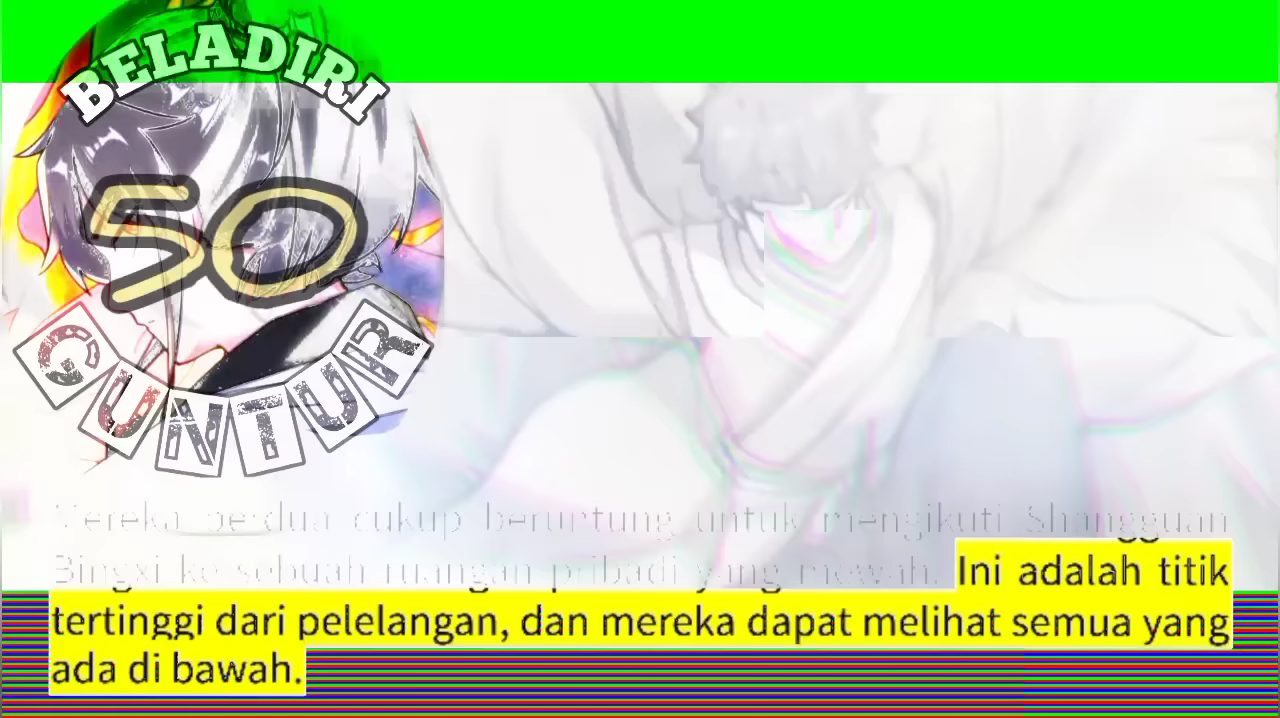 BELADIRI
50
GUNTUR
Mereka berdua cukup beruntung untuk mengikuti Shangguan
Bingxi ke sebuah ruangan pribadi yang mewah. Ini adalah titik
tertinggi dari pelelangan, dan mereka dapat melihat semua yang
ada di bawah.